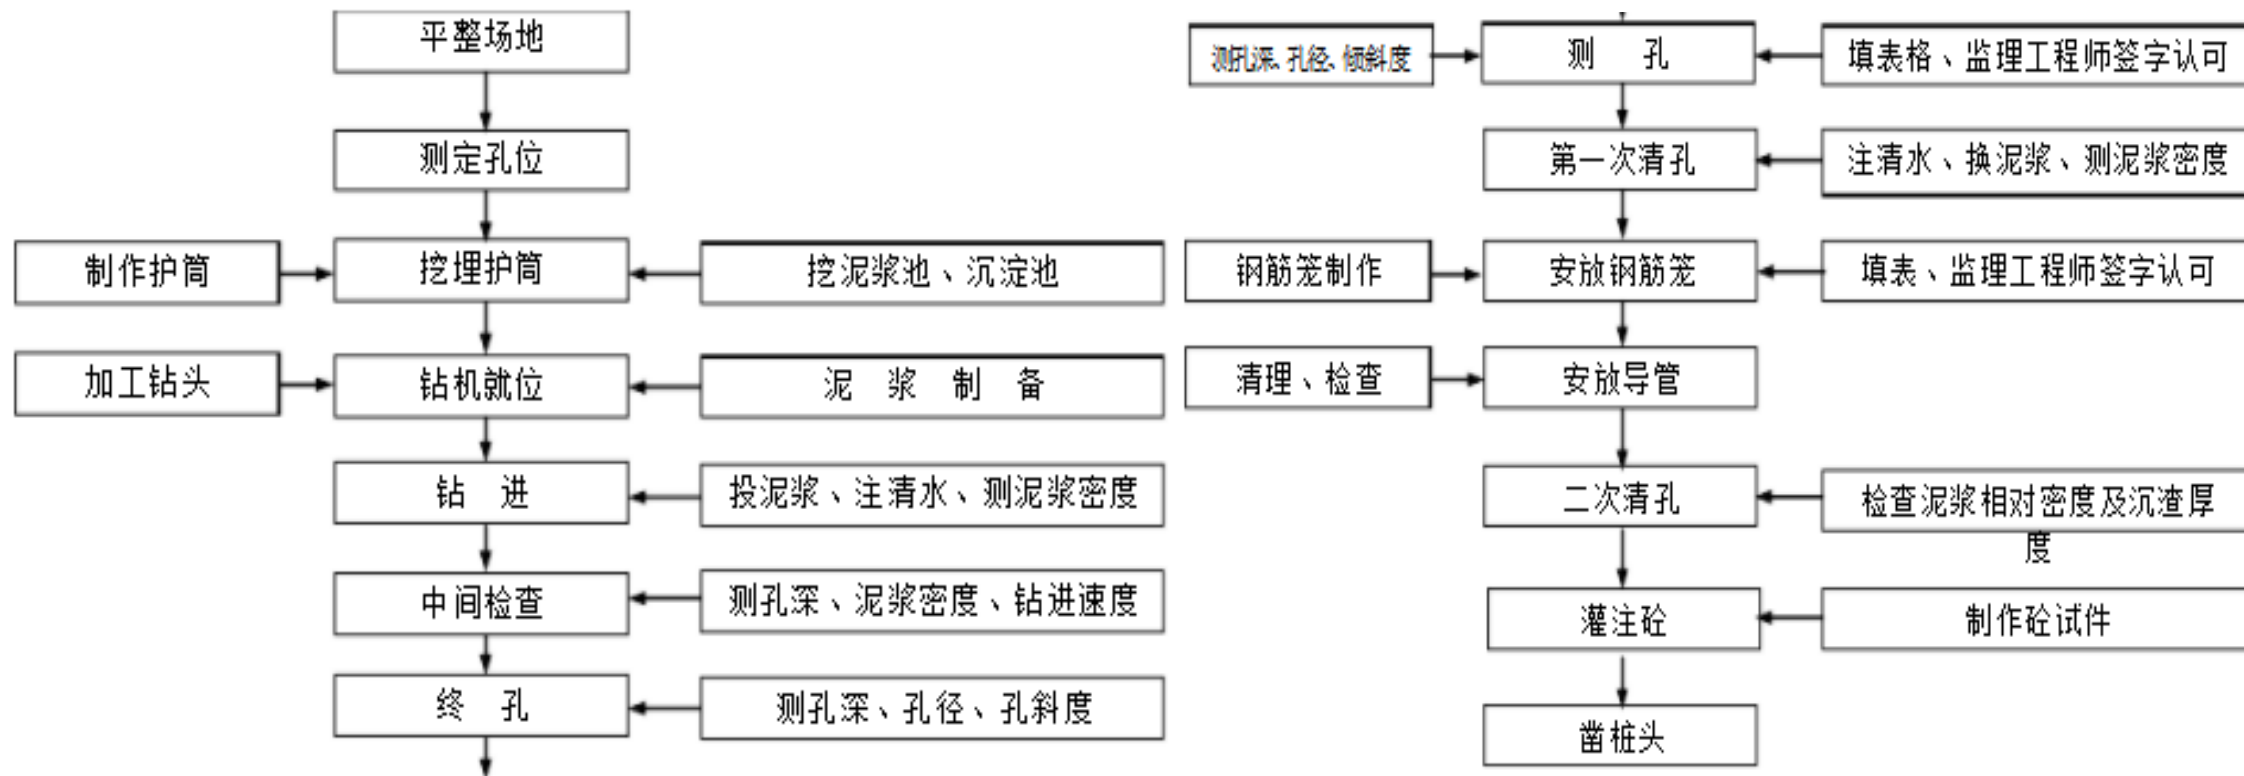 平整场地
测定孔位
制作护筒
挖埋护筒
挖泥浆池、沉淀池
加工钻头
钻机就位
泥 浆 制 备
钻 进
投泥浆、注清水、测泥浆密度
中间检查
测孔深、泥浆密度、钻进速度
终 孔
测孔深、孔径、孔斜度
测孔深、孔径、倾斜度
测 孔
填表格、监理工程师签字认可
第一次清孔
注清水、换泥浆、测泥浆密度
钢筋笼制作
安放钢筋笼
填表、监理工程师签字认可
清理、检查
安放导管
二次清孔
检查泥浆相对密度及沉渣厚
度
灌注砼
制作砼试件
凿桩头